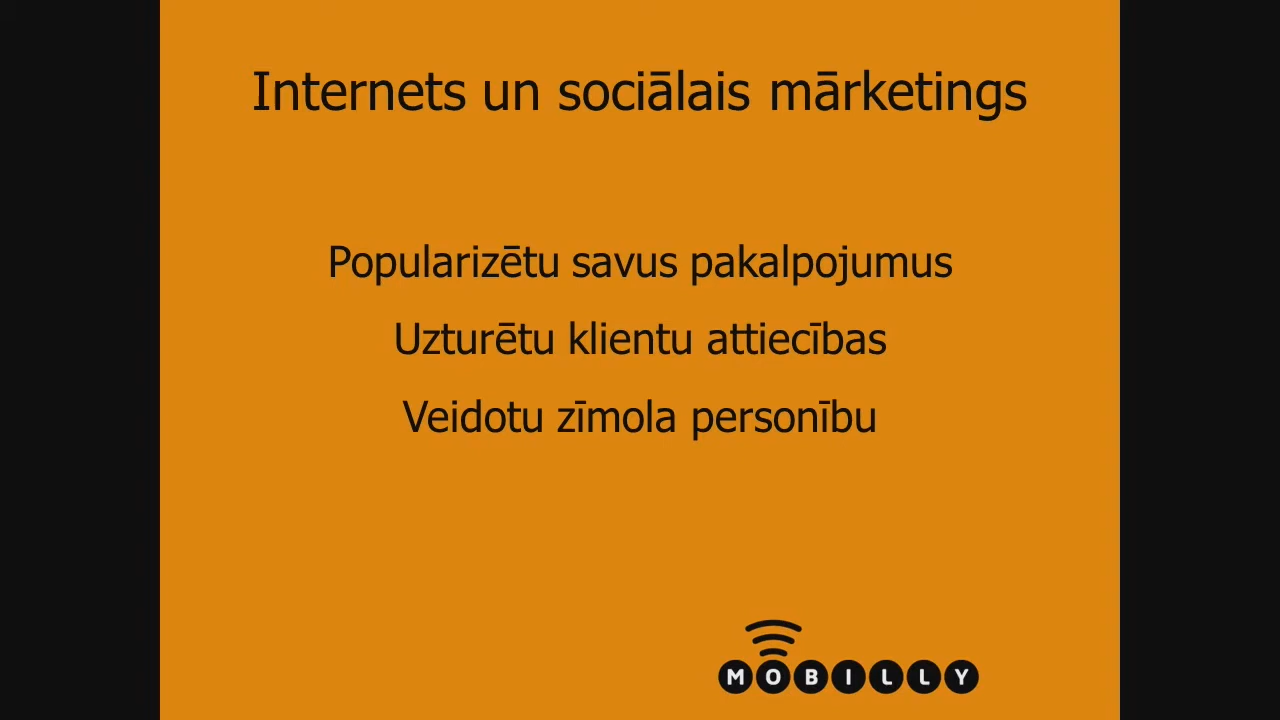 Internets un sociālais mārketings
Popularizētu savus pakalpojumus
Uzturētu klientu attiecības
Veidotu zīmola personību
MOBILLY